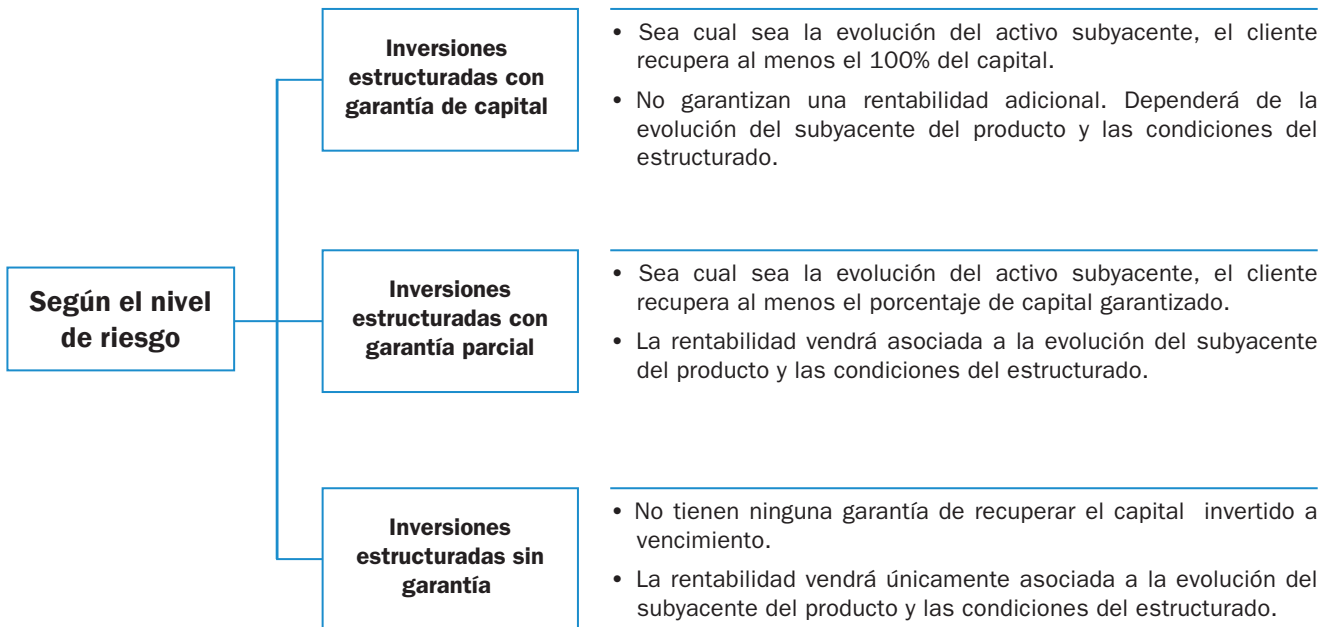 Según el nivel
de riesgo
Inversiones
estructuradas con
garantía de capital
• Sea cual sea la evolución del activo subyacente, el cliente
recupera al menos el 100% del capital.
• No garantizan una rentabilidad adicional. Dependerá de la
evolución del subyacente del producto y las condiciones del
estructurado.
Inversiones
estructuradas con
garantía parcial
• Sea cual sea la evolución del activo subyacente, el cliente
recupera al menos el porcentaje de capital garantizado.
• La rentabilidad vendrá asociada a la evolución del subyacente
del producto y las condiciones del estructurado.
Inversiones
estructuradas sin
garantía
• No tienen ninguna garantía de recuperar el capital invertido a
vencimiento.
• La rentabilidad vendrá únicamente asociada a la evolución del
subyacente del producto y las condiciones del estructurado.